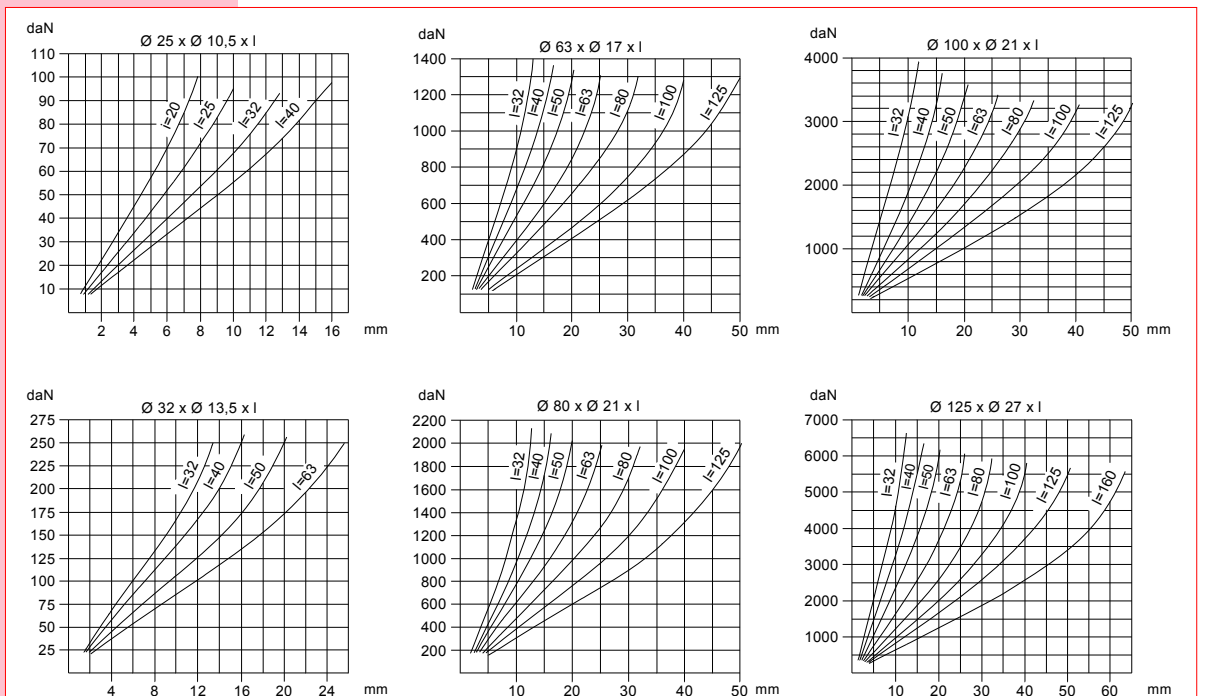 daN
Ø 25 x Ø 10,5 x l
110
100
90
80
70
60
50
40
30
20
10
l=20
l=25
l=32
l=40
2 4 6 8 10 12 14 16 mm
daN
Ø 63 x Ø 17 x l
1400
1200
1000
800
600
400
200
l=32
l=40
l=50
l=63
l=80
l=100
l=125
10 20 30 40 50 mm
daN
Ø 100 x Ø 21 x l
4000
3000
2000
1000
l=32
l=40
l=50
l=63
l=80
l=100
l=125
10 20 30 40 50 mm
daN
Ø 32 x Ø 13,5 x l
275
250
225
200
175
150
125
100
75
50
25
l=32
l=40
l=50
l=63
4 8 12 16 20 24 mm
daN
Ø 80 x Ø 21 x l
2200
2000
1800
1600
1400
1200
1000
800
600
400
200
l=32
l=40
l=50
l=63
l=80
l=100
l=125
10 20 30 40 50 mm
daN
Ø 125 x Ø 27 x l
7000
6000
5000
4000
3000
2000
1000
l=32
l=40
l=50
l=63
l=80
l=100
l=125
l=160
10 20 30 40 50 60 mm